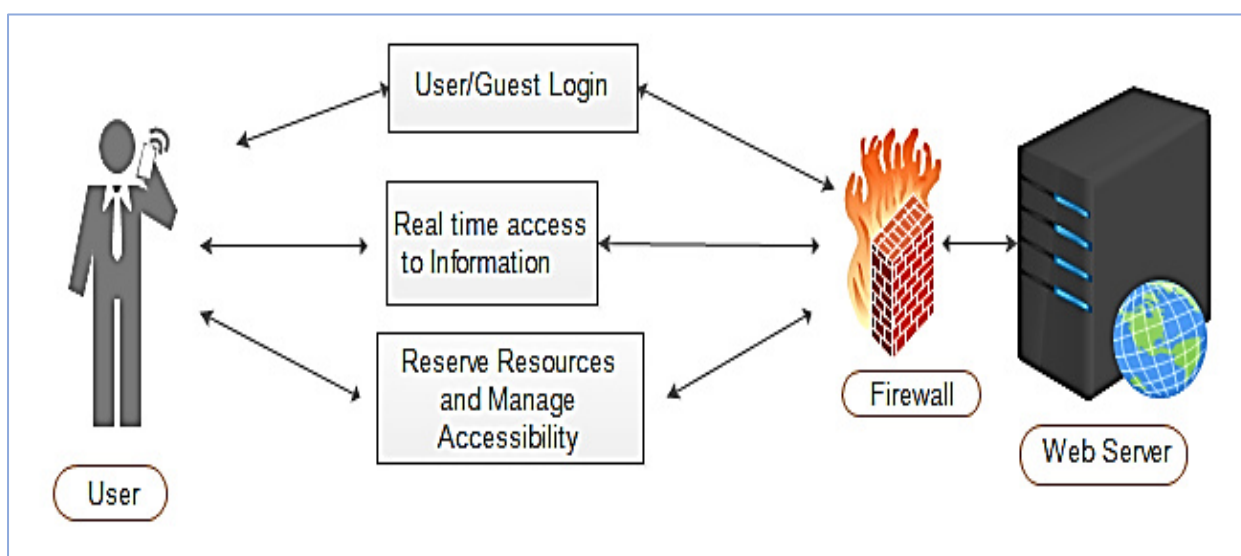 User/Guest Login
Real time access
to Information
Reserve Resources
and Manage
Accessibility
User
Firewall
Web Server